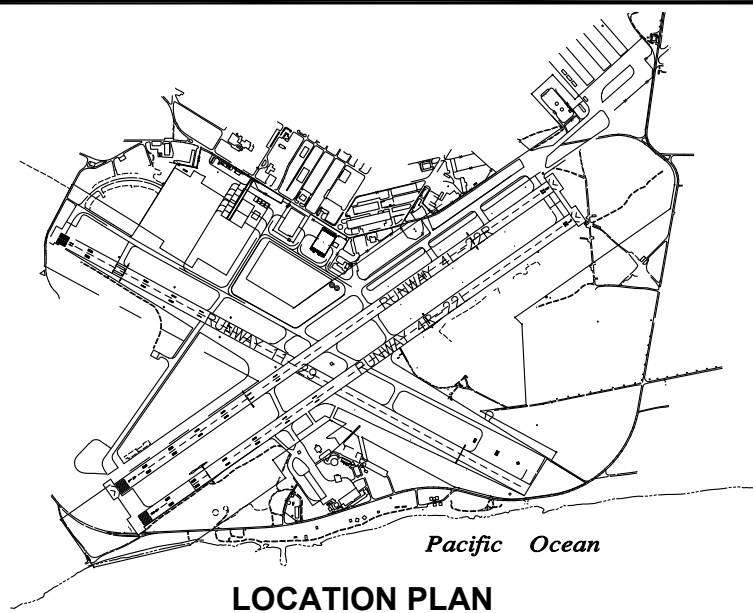 RUNWAY 4L-22R
RUNWAY 4R-22L
RUNWAY 11-29
Pacific Ocean
LOCATION PLAN